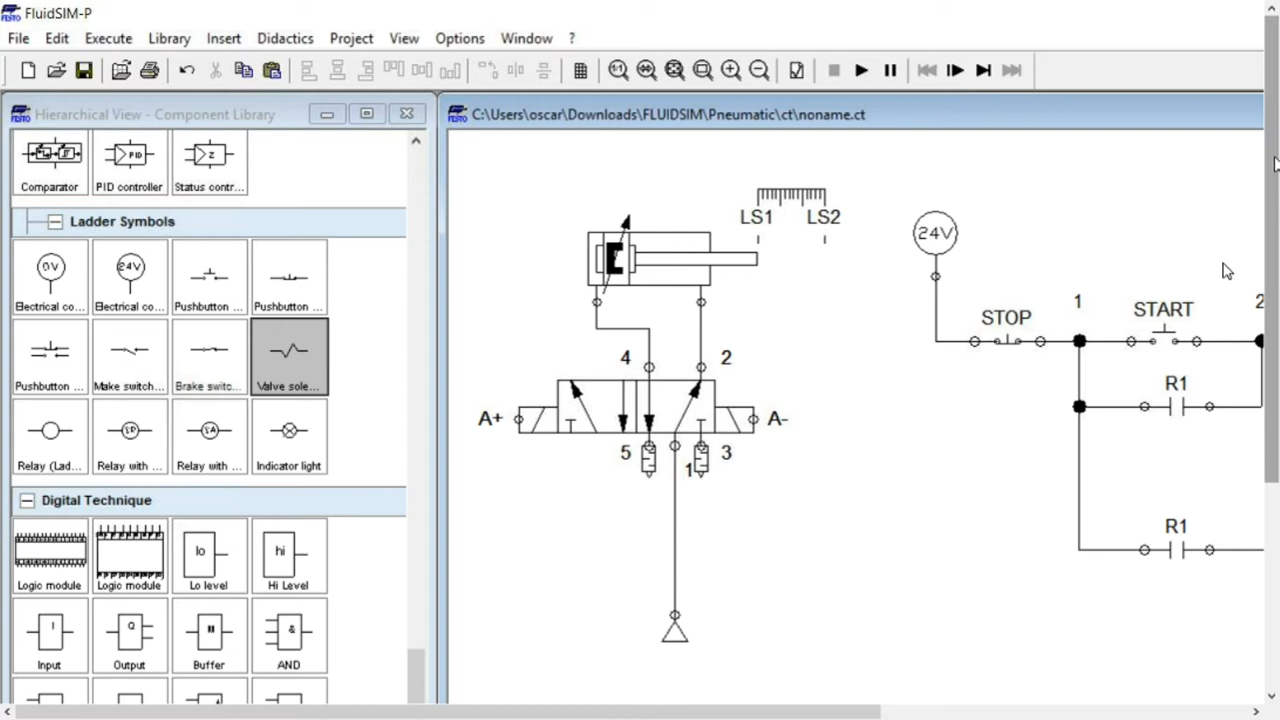 FluidSIM-P
File Edit Execute Library Insert Didactics Project View Options Window ?
Hierarchical View - Component Library
Comparator PID controller Status contr...
Ladder Symbols
0V 24V
Electrical co... Electrical co... Pushbutton ... Pushbutton ...
Pushbutton ... Make switch... Brake switc... Valve sole...
Relay (Lad... Relay with ... Relay with ... Indicator light
Digital Technique
lo hi
Logic module Logic module Lo level Hi Level
I Q &
Input Output Buffer AND
C:\Users\oscar\Downloads\FLUIDSIM\Pneumatic\ct\noname.ct
LS1 LS2
24V
STOP 1 START 2
4 2
R1
A+ A-
5 1 3
R1